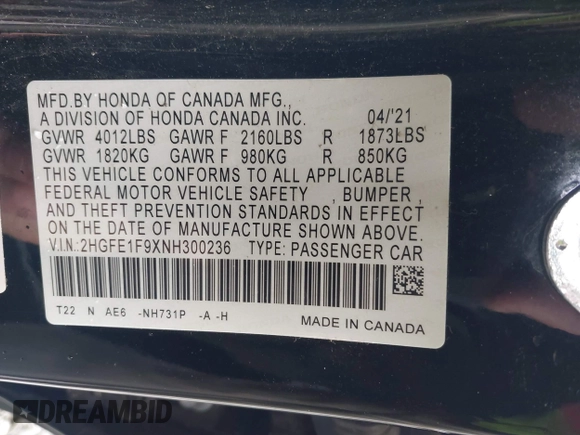 MFD.BY HONDA OF CANADA MFG.,
A DIVISION OF HONDA CANADA INC. 04/'21
GVWR 4012LBS GAWR F 2160LBS R 1873LBS
GVWR 1820KG GAWR F 980KG R 850KG
THIS VEHICLE CONFORMS TO ALL APPLICABLE
FEDERAL MOTOR VEHICLE SAFETY , BUMPER ,
AND THEFT PREVENTION STANDARDS IN EFFECT
ON THE DATE OF MANUFACTURE SHOWN ABOVE.
V.I.N.:2HGFE1F9XNH300236 TYPE: PASSENGER CAR
T22 N AE6 -NH731P -A -H
MADE IN CANADA
DREAMBID